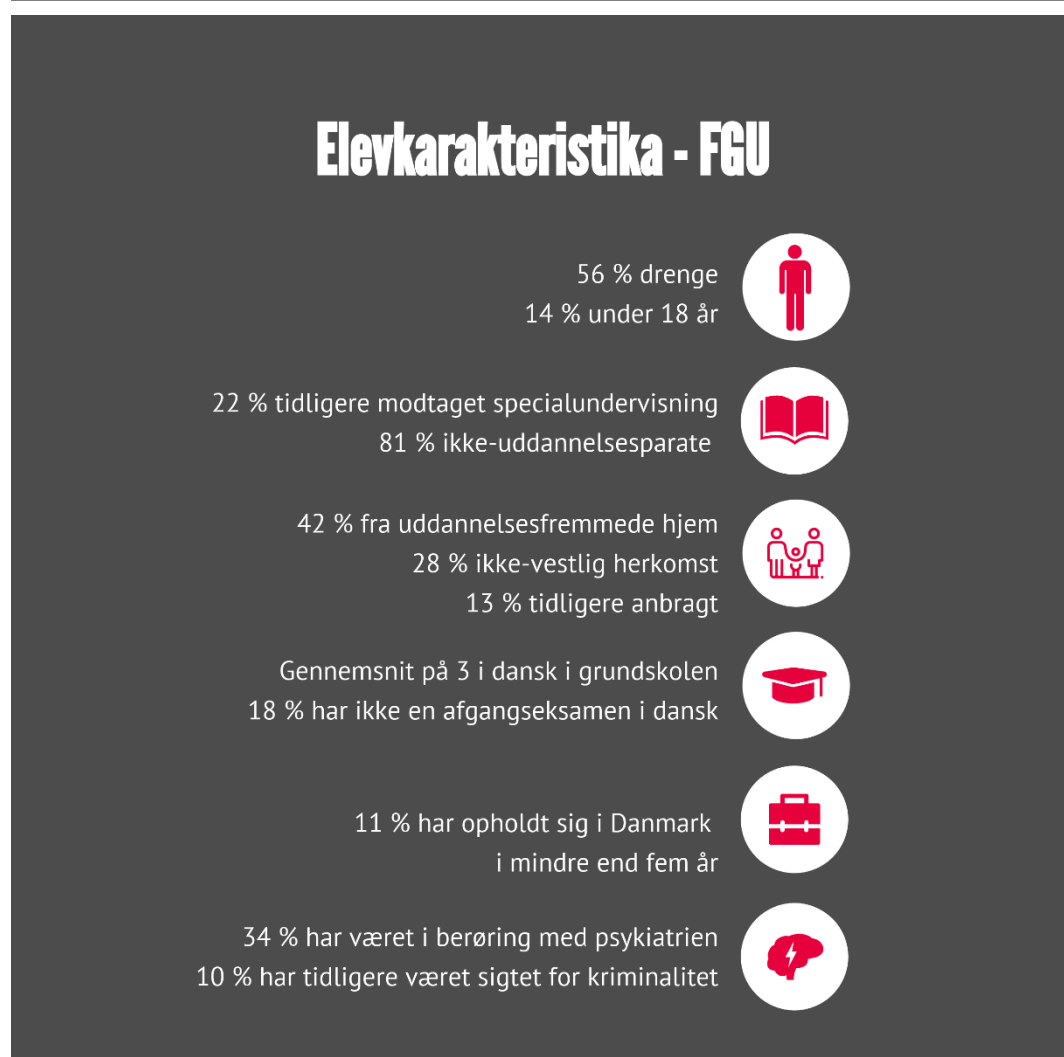 Elevkarakteristika - FGU
56 % drenge
14 % under 18 år
22 % tidligere modtaget specialundervisning
81 % ikke-uddannelsesparate
42 % fra uddannelsesfremmede hjem
28 % ikke-vestlig herkomst
13 % tidligere anbragt
Gennemsnit på 3 i dansk i grundskolen
18 % har ikke en afgangseksamen i dansk
11 % har opholdt sig i Danmark
i mindre end fem år
34 % har været i berøring med psykiatrien
10 % har tidligere været sigtet for kriminalitet